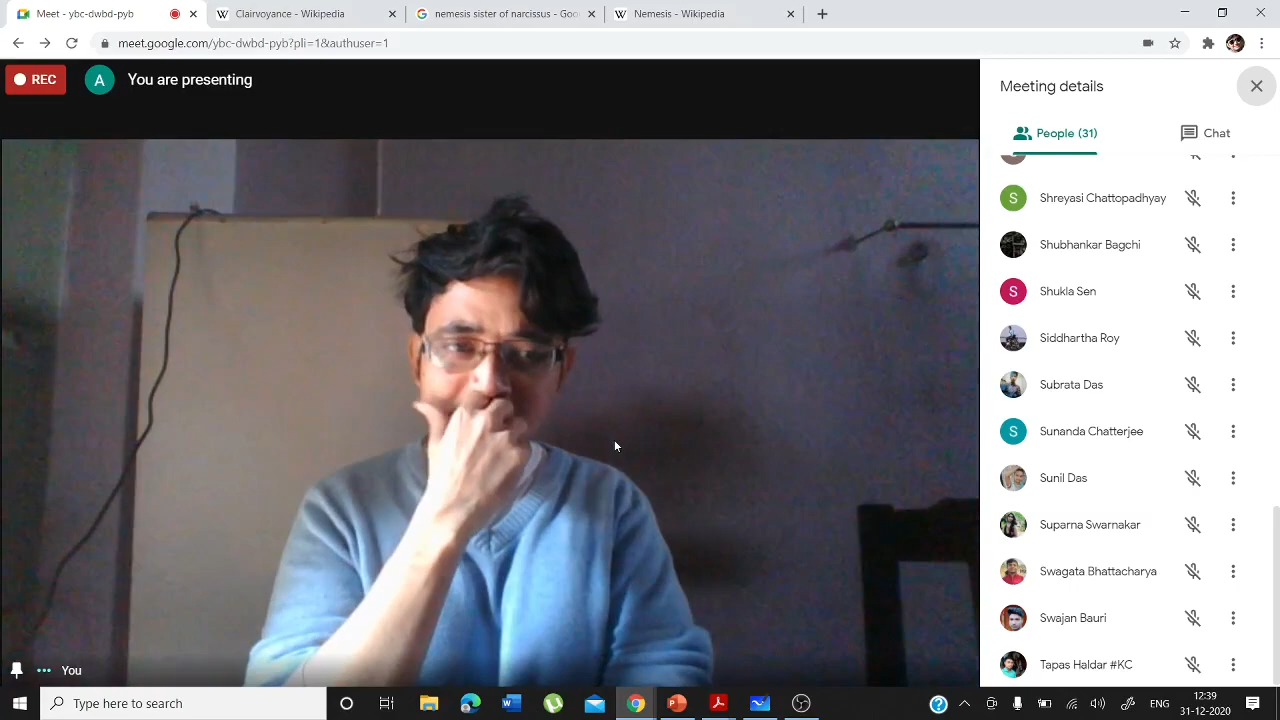 Meet - ybc-dwbd-pyb
Clairvoyance - Wikipedia
nemesis sister of narcissus - Goo
Nemesis - Wikipedia
meet.google.com/ybc-dwbd-pyb?pli=1&authuser=1
REC
A
You are presenting
Meeting details
People (31)
Chat
S Shreyasi Chattopadhyay
Shubhankar Bagchi
S Shukla Sen
Siddhartha Roy
Subrata Das
S Sunanda Chatterjee
Sunil Das
Suparna Swarnakar
Swagata Bhattacharya
Swajan Bauri
Tapas Haldar #KC
You
Type here to search
ENG
12:39
31-12-2020